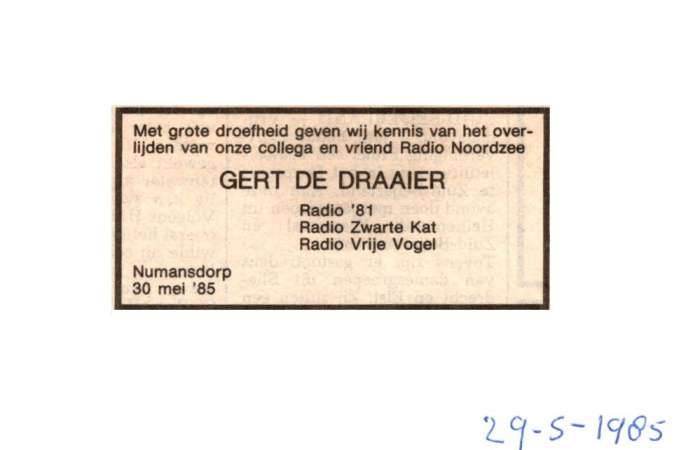 Met grote droefheid geven wij kennis van het over-
lijden van onze collega en vriend Radio Noordzee
GERT DE DRAAIER
Radio '81
Radio Zwarte Kat
Radio Vrije Vogel
Numansdorp
30 mei '85
29-5-1985